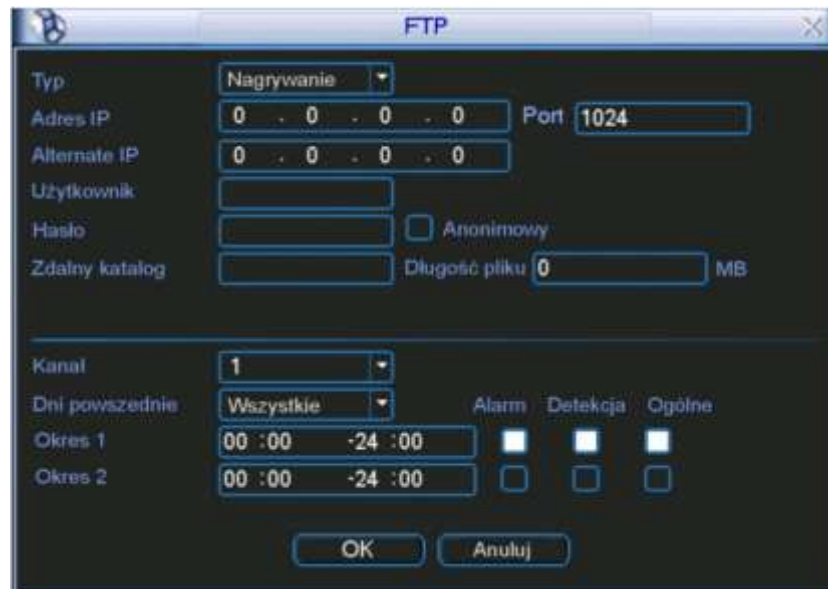 FTP
Typ Nagrywanie
Adres IP 0 . 0 . 0 . 0 Port 1024
Alternate IP 0 . 0 . 0 . 0
Użytkownik
Hasło Anonimowy
Zdalny katalog Długość pliku 0 MB
Kanał 1
Dni powszednie Wszystkie Alarm Detekcja Ogólne
Okres 1 00 :00 -24 :00
Okres 2 00 :00 -24 :00
OK Anuluj